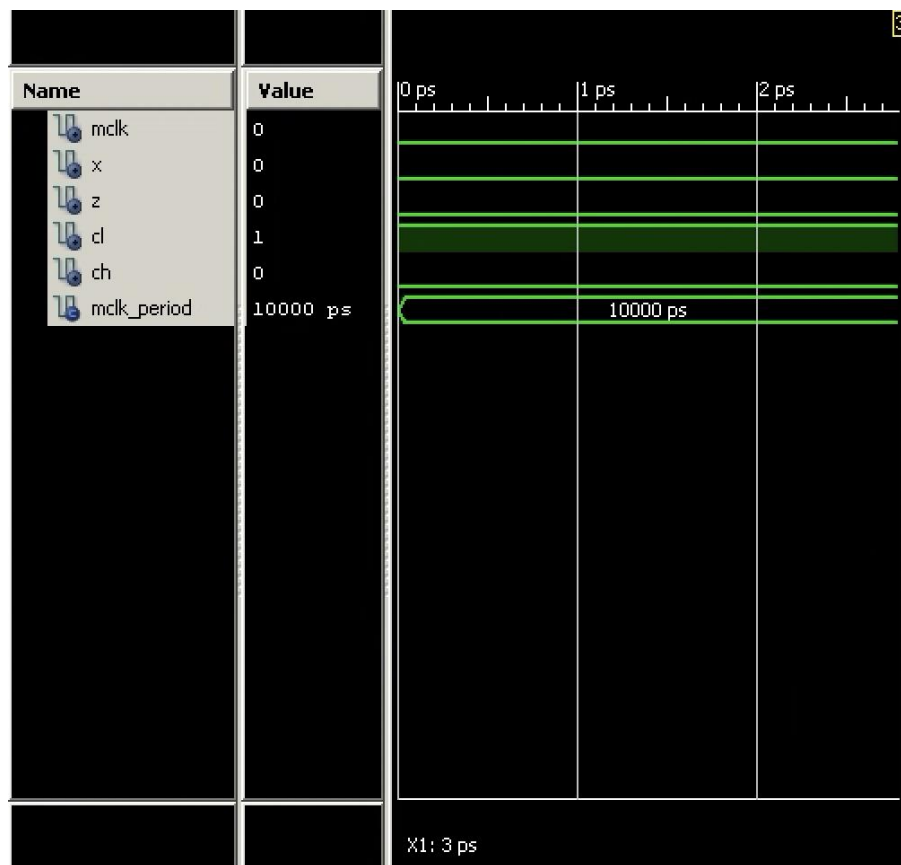 3
Name Value 0 ps 1 ps 2 ps
mclk 0
x 0
z 0
cl 1
ch 0
mclk_period 10000 ps 10000 ps
X1: 3 ps